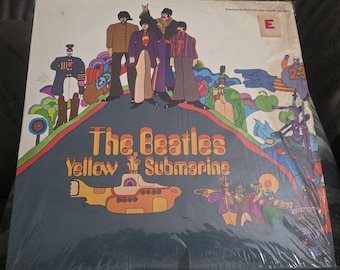 E
The Beatles
Yellow Submarine